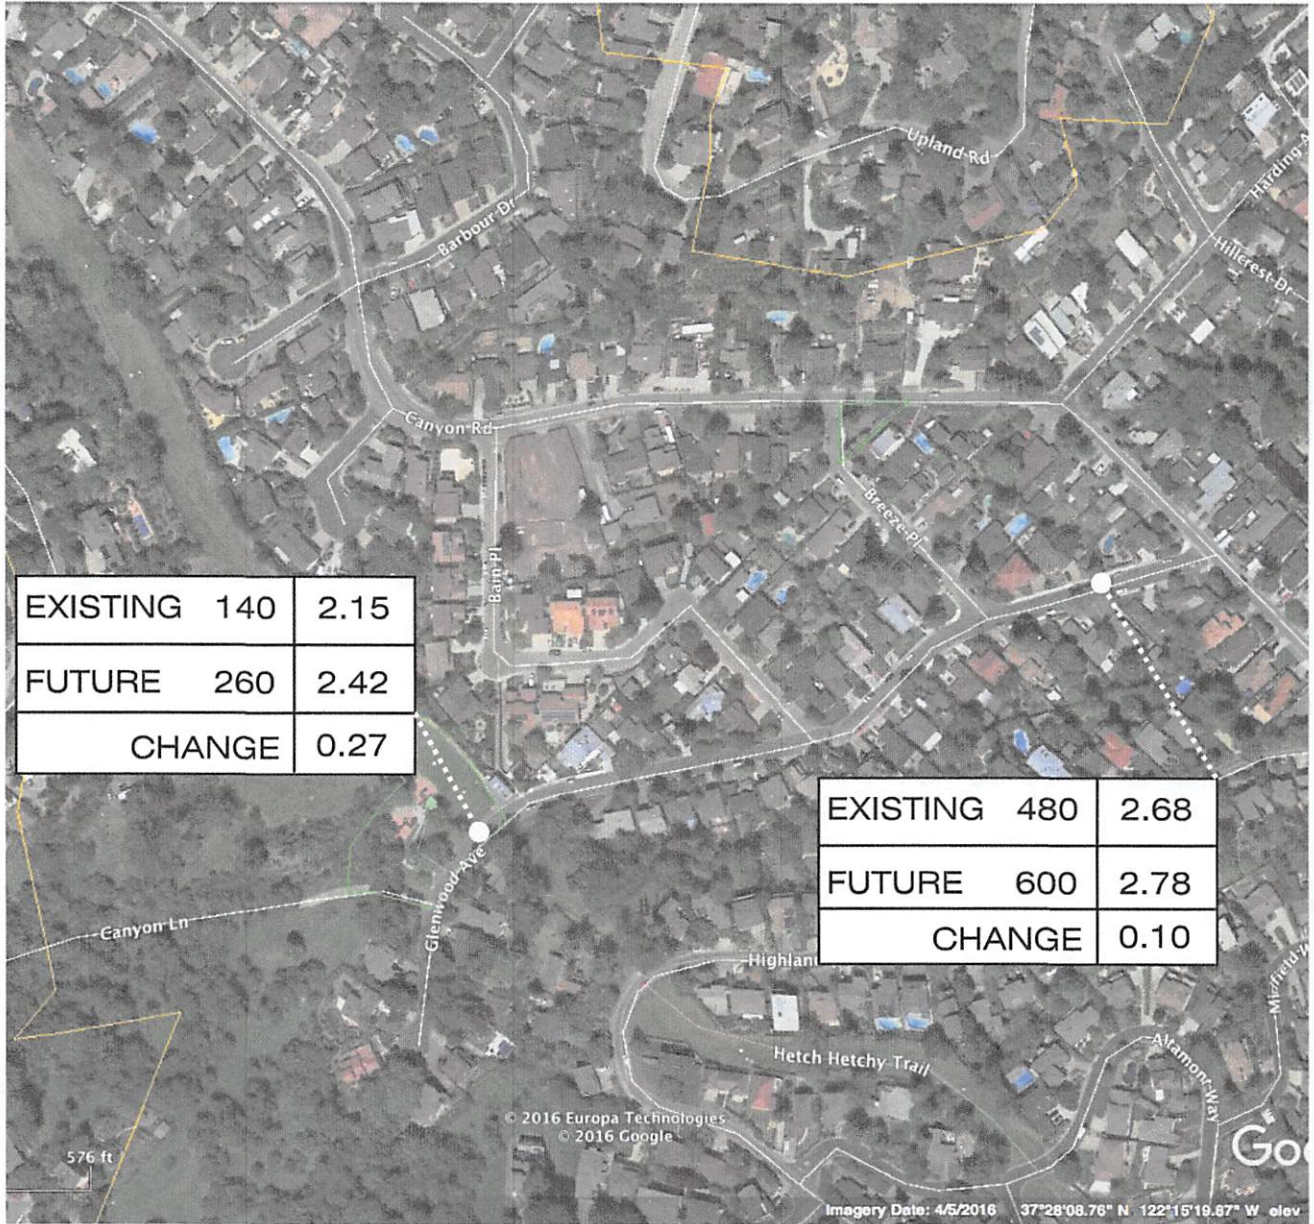 Upland Rd
Harding
Barbour Dr
Hillcrest Dr
Canyon Rd
Breeze Pl
Bain Pl
EXISTING 140 2.15
FUTURE 260 2.42
CHANGE 0.27
EXISTING 480 2.68
FUTURE 600 2.78
CHANGE 0.10
Glenwood Ave
Canyon Ln
Highlan
Hetch Hetchy Trail
Altamont Way
© 2016 Europa Technologies
© 2016 Google
576 ft
Goo
Imagery Date: 4/5/2016 37°28'08.76" N 122°15'19.87" W elev